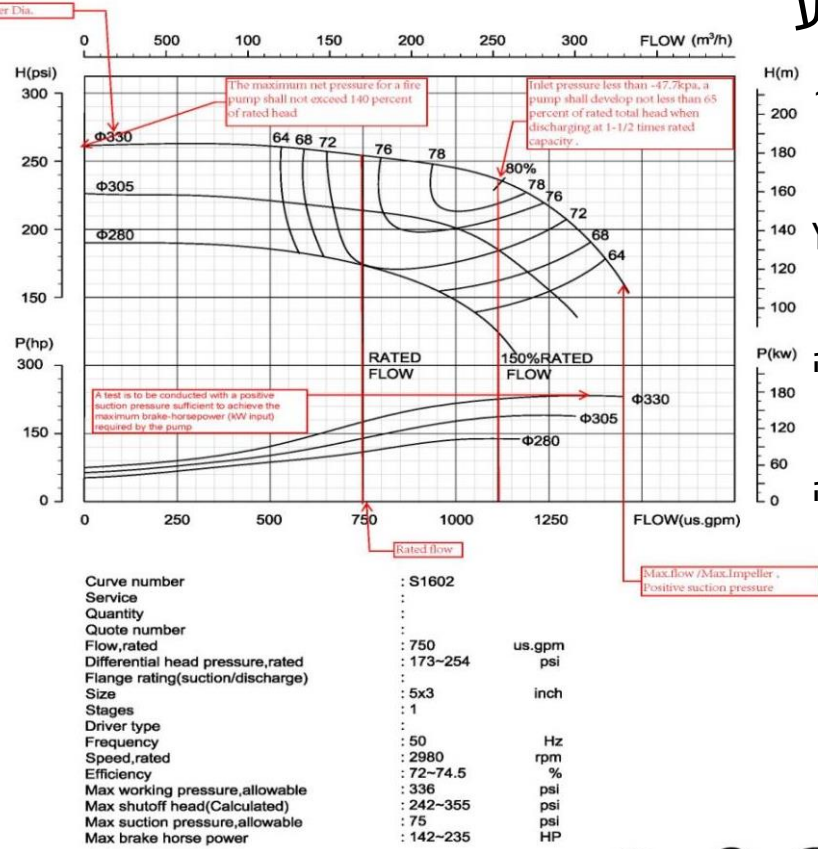 er Dia.
0 500 100 150 200 250 300 FLOW (m³/h)
H(psi)
H(m)
The maximum net pressure for a fire
pump shall not exceed 140 percent
of rated head
Inlet pressure less than -47.7kpa, a
pump shall develop not less than 65
percent of rated total head when
discharging at 1-1/2 times rated
capacity .
300
250
200
150
200
180
160
140
120
100
Φ330
Φ305
Φ280
64 68 72 76 78 80%
78
76
72
68
64
P(hp)
P(kw)
300
150
0
180
120
60
0
RATED
FLOW
150%RATED
FLOW
A test is to be conducted with a positive
suction pressure sufficient to achieve the
maximum brake-horsepower (kW input)
required by the pump
Φ330
Φ305
Φ280
0 250 500 750 1000 1250 FLOW(us.gpm)
Rated flow
Max.flow /Max.Impeller ,
Positive suction pressure
Curve number : S1602
Service :
Quantity :
Quote number :
Flow,rated : 750 us.gpm
Differential head pressure,rated : 173~254 psi
Flange rating(suction/discharge) :
Size : 5x3 inch
Stages : 1
Driver type :
Frequency : 50 Hz
Speed,rated : 2980 rpm
Efficiency : 72~74.5 %
Max working pressure,allowable : 336 psi
Max shutoff head(Calculated) : 242~355 psi
Max suction pressure,allowable : 75 psi
Max brake horse power : 142~235 HP